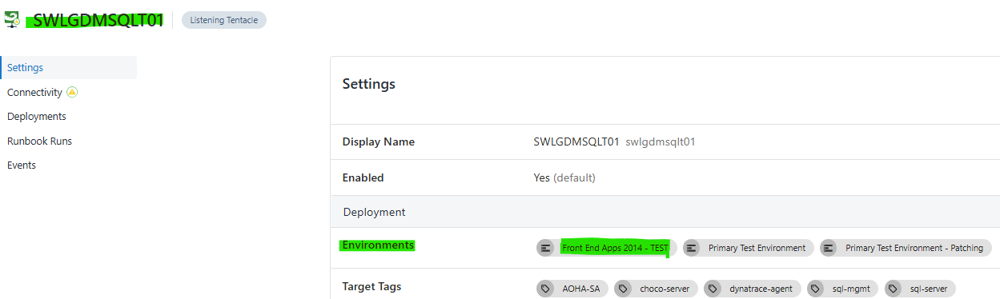 SWLGDMSQLT01 Listening Tentacle
Settings
Connectivity
Deployments
Runbook Runs
Events
Settings
Display Name SWLGDMSQLT01 swlgdmsqlt01
Enabled Yes (default)
Deployment
Environments Front End Apps 2014 - TEST Primary Test Environment Primary Test Environment - Patching
Target Tags AOHA-SA choco-server dynatrace-agent sql-mgmt sql-server